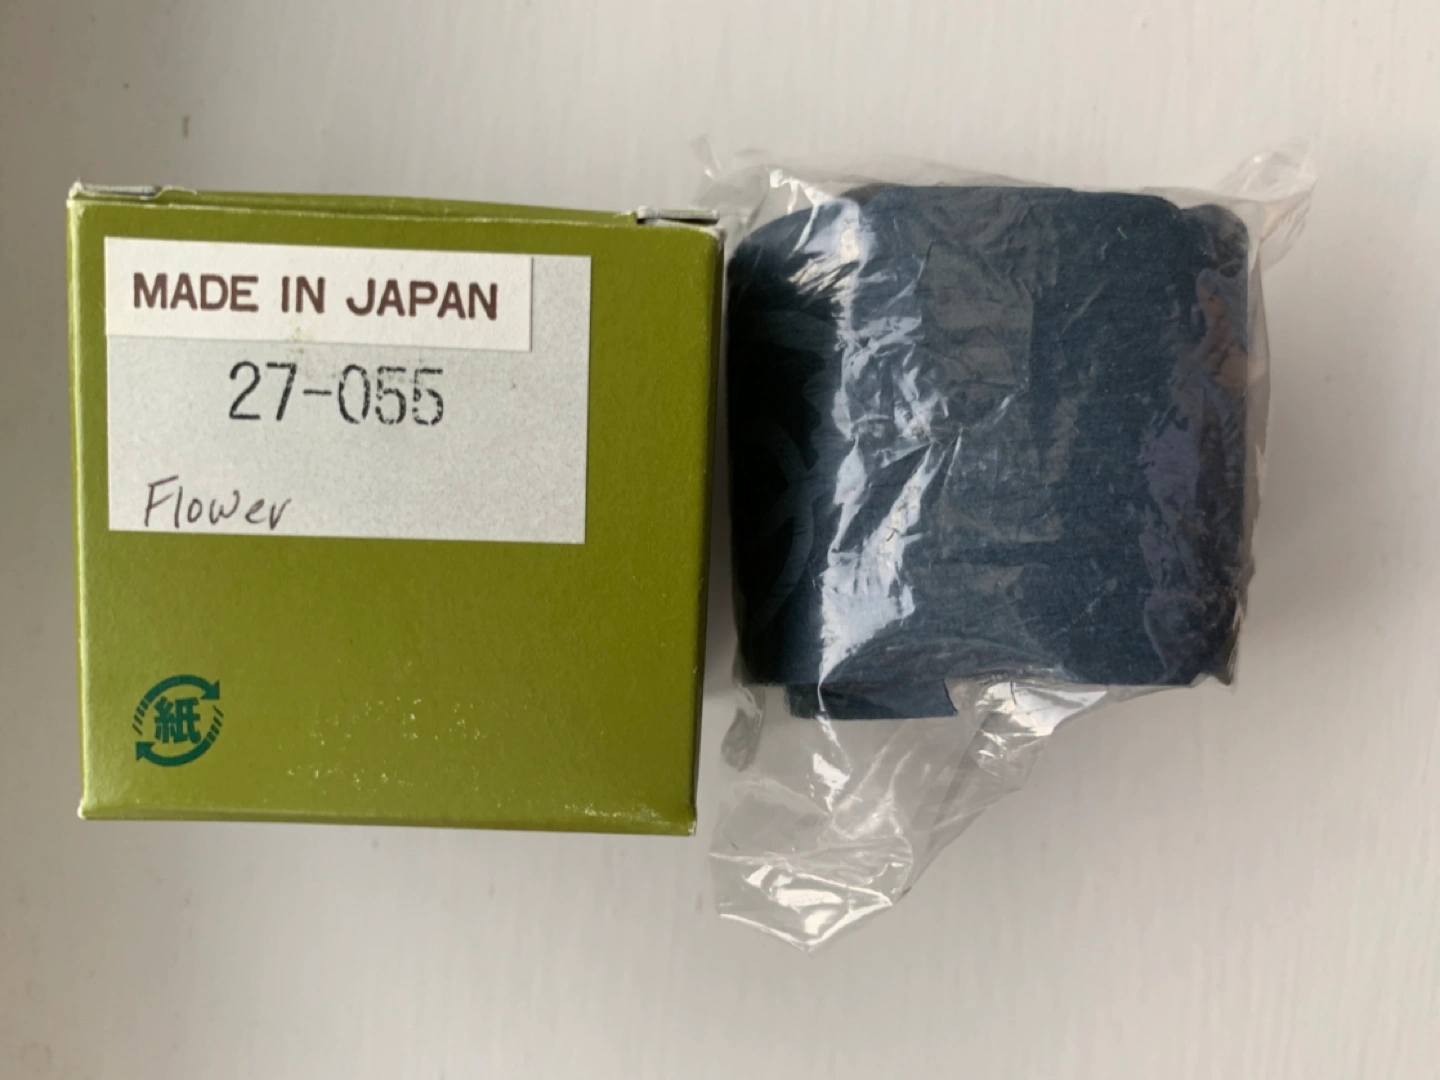 MADE IN JAPAN
27-055
Flower
紙